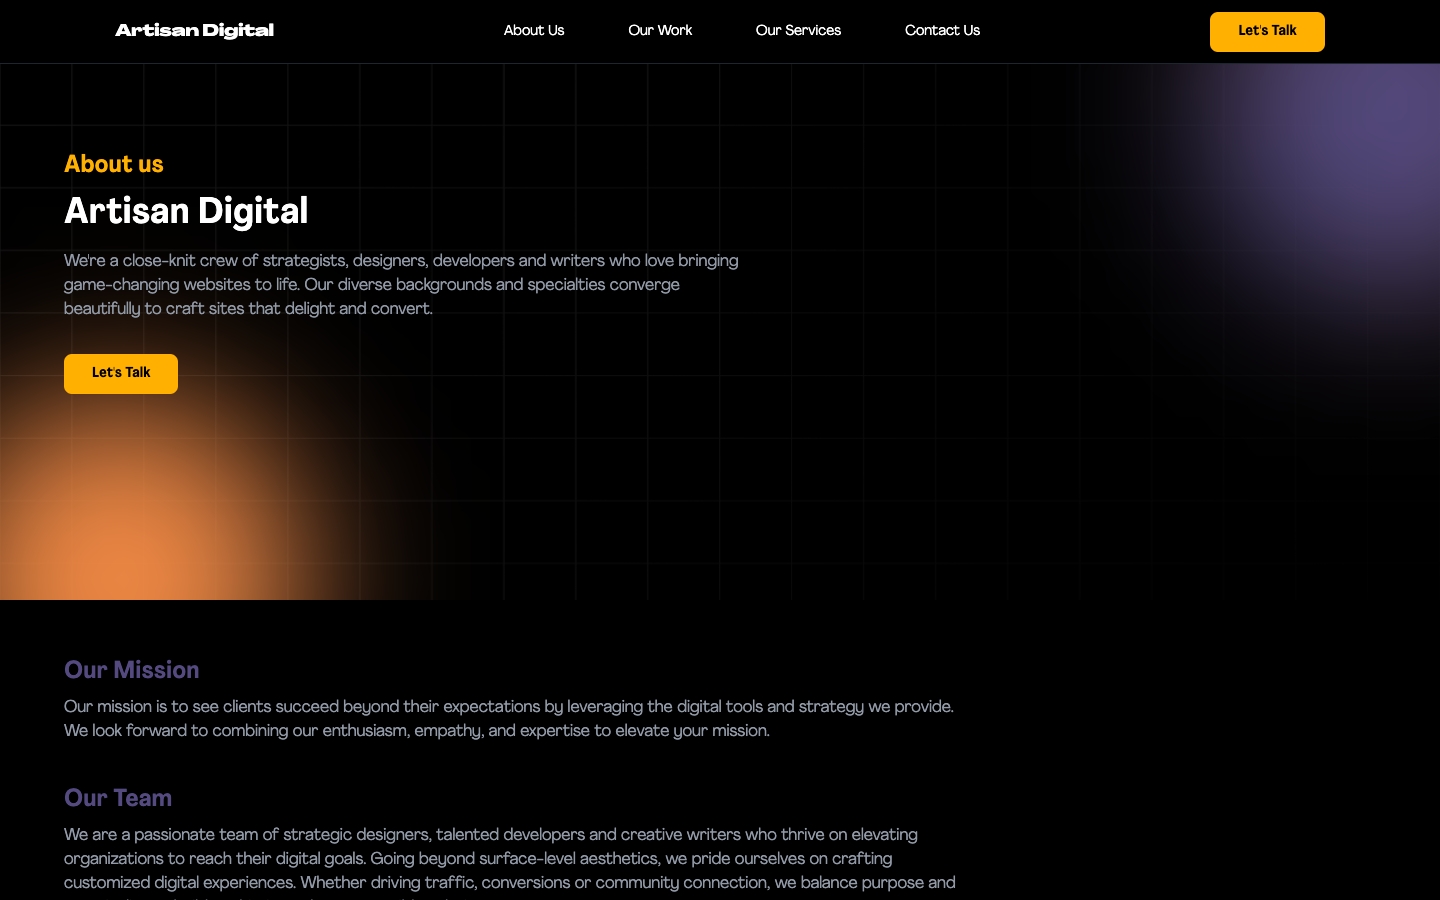 Artisan Digital
About Us
Our Work
Our Services
Contact Us
Let's Talk
About us
Artisan Digital
We're a close-knit crew of strategists, designers, developers and writers who love bringing
game-changing websites to life. Our diverse backgrounds and specialties converge
beautifully to craft sites that delight and convert.
Let's Talk
Our Mission
Our mission is to see clients succeed beyond their expectations by leveraging the digital tools and strategy we provide.
We look forward to combining our enthusiasm, empathy, and expertise to elevate your mission.
Our Team
We are a passionate team of strategic designers, talented developers and creative writers who thrive on elevating
organizations to reach their digital goals. Going beyond surface-level aesthetics, we pride ourselves on crafting
customized digital experiences. Whether driving traffic, conversions or community connection, we balance purpose and